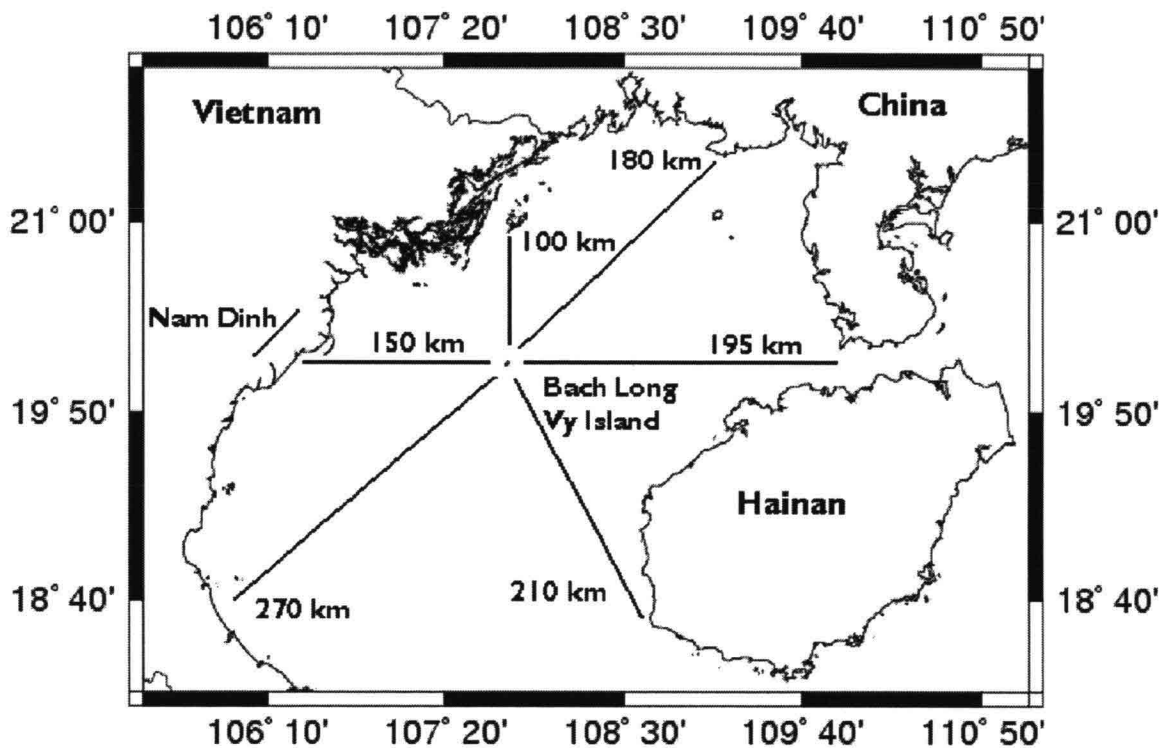 106° 10' 107° 20' 108° 30' 109° 40' 110° 50'
Vietnam
China
180 km
21° 00'
21° 00'
100 km
Nam Dinh
150 km
195 km
Bach Long
Vy Island
19° 50'
19° 50'
Hainan
18° 40'
210 km
18° 40'
270 km
106° 10' 107° 20' 108° 30' 109° 40' 110° 50'